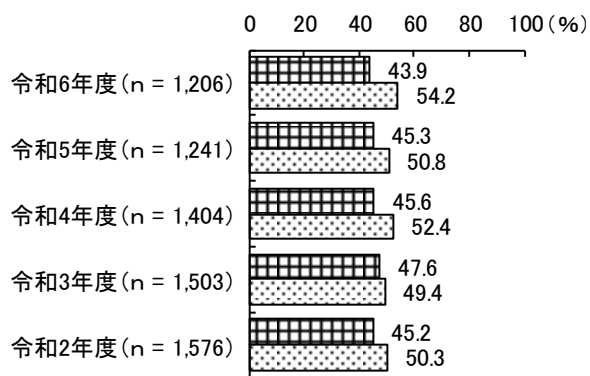 0 20 40 60 80 100(%)
令和6年度(n = 1,206) 43.9
54.2
令和5年度(n = 1,241) 45.3
50.8
令和4年度(n = 1,404) 45.6
52.4
令和3年度(n = 1,503) 47.6
49.4
令和2年度(n = 1,576) 45.2
50.3